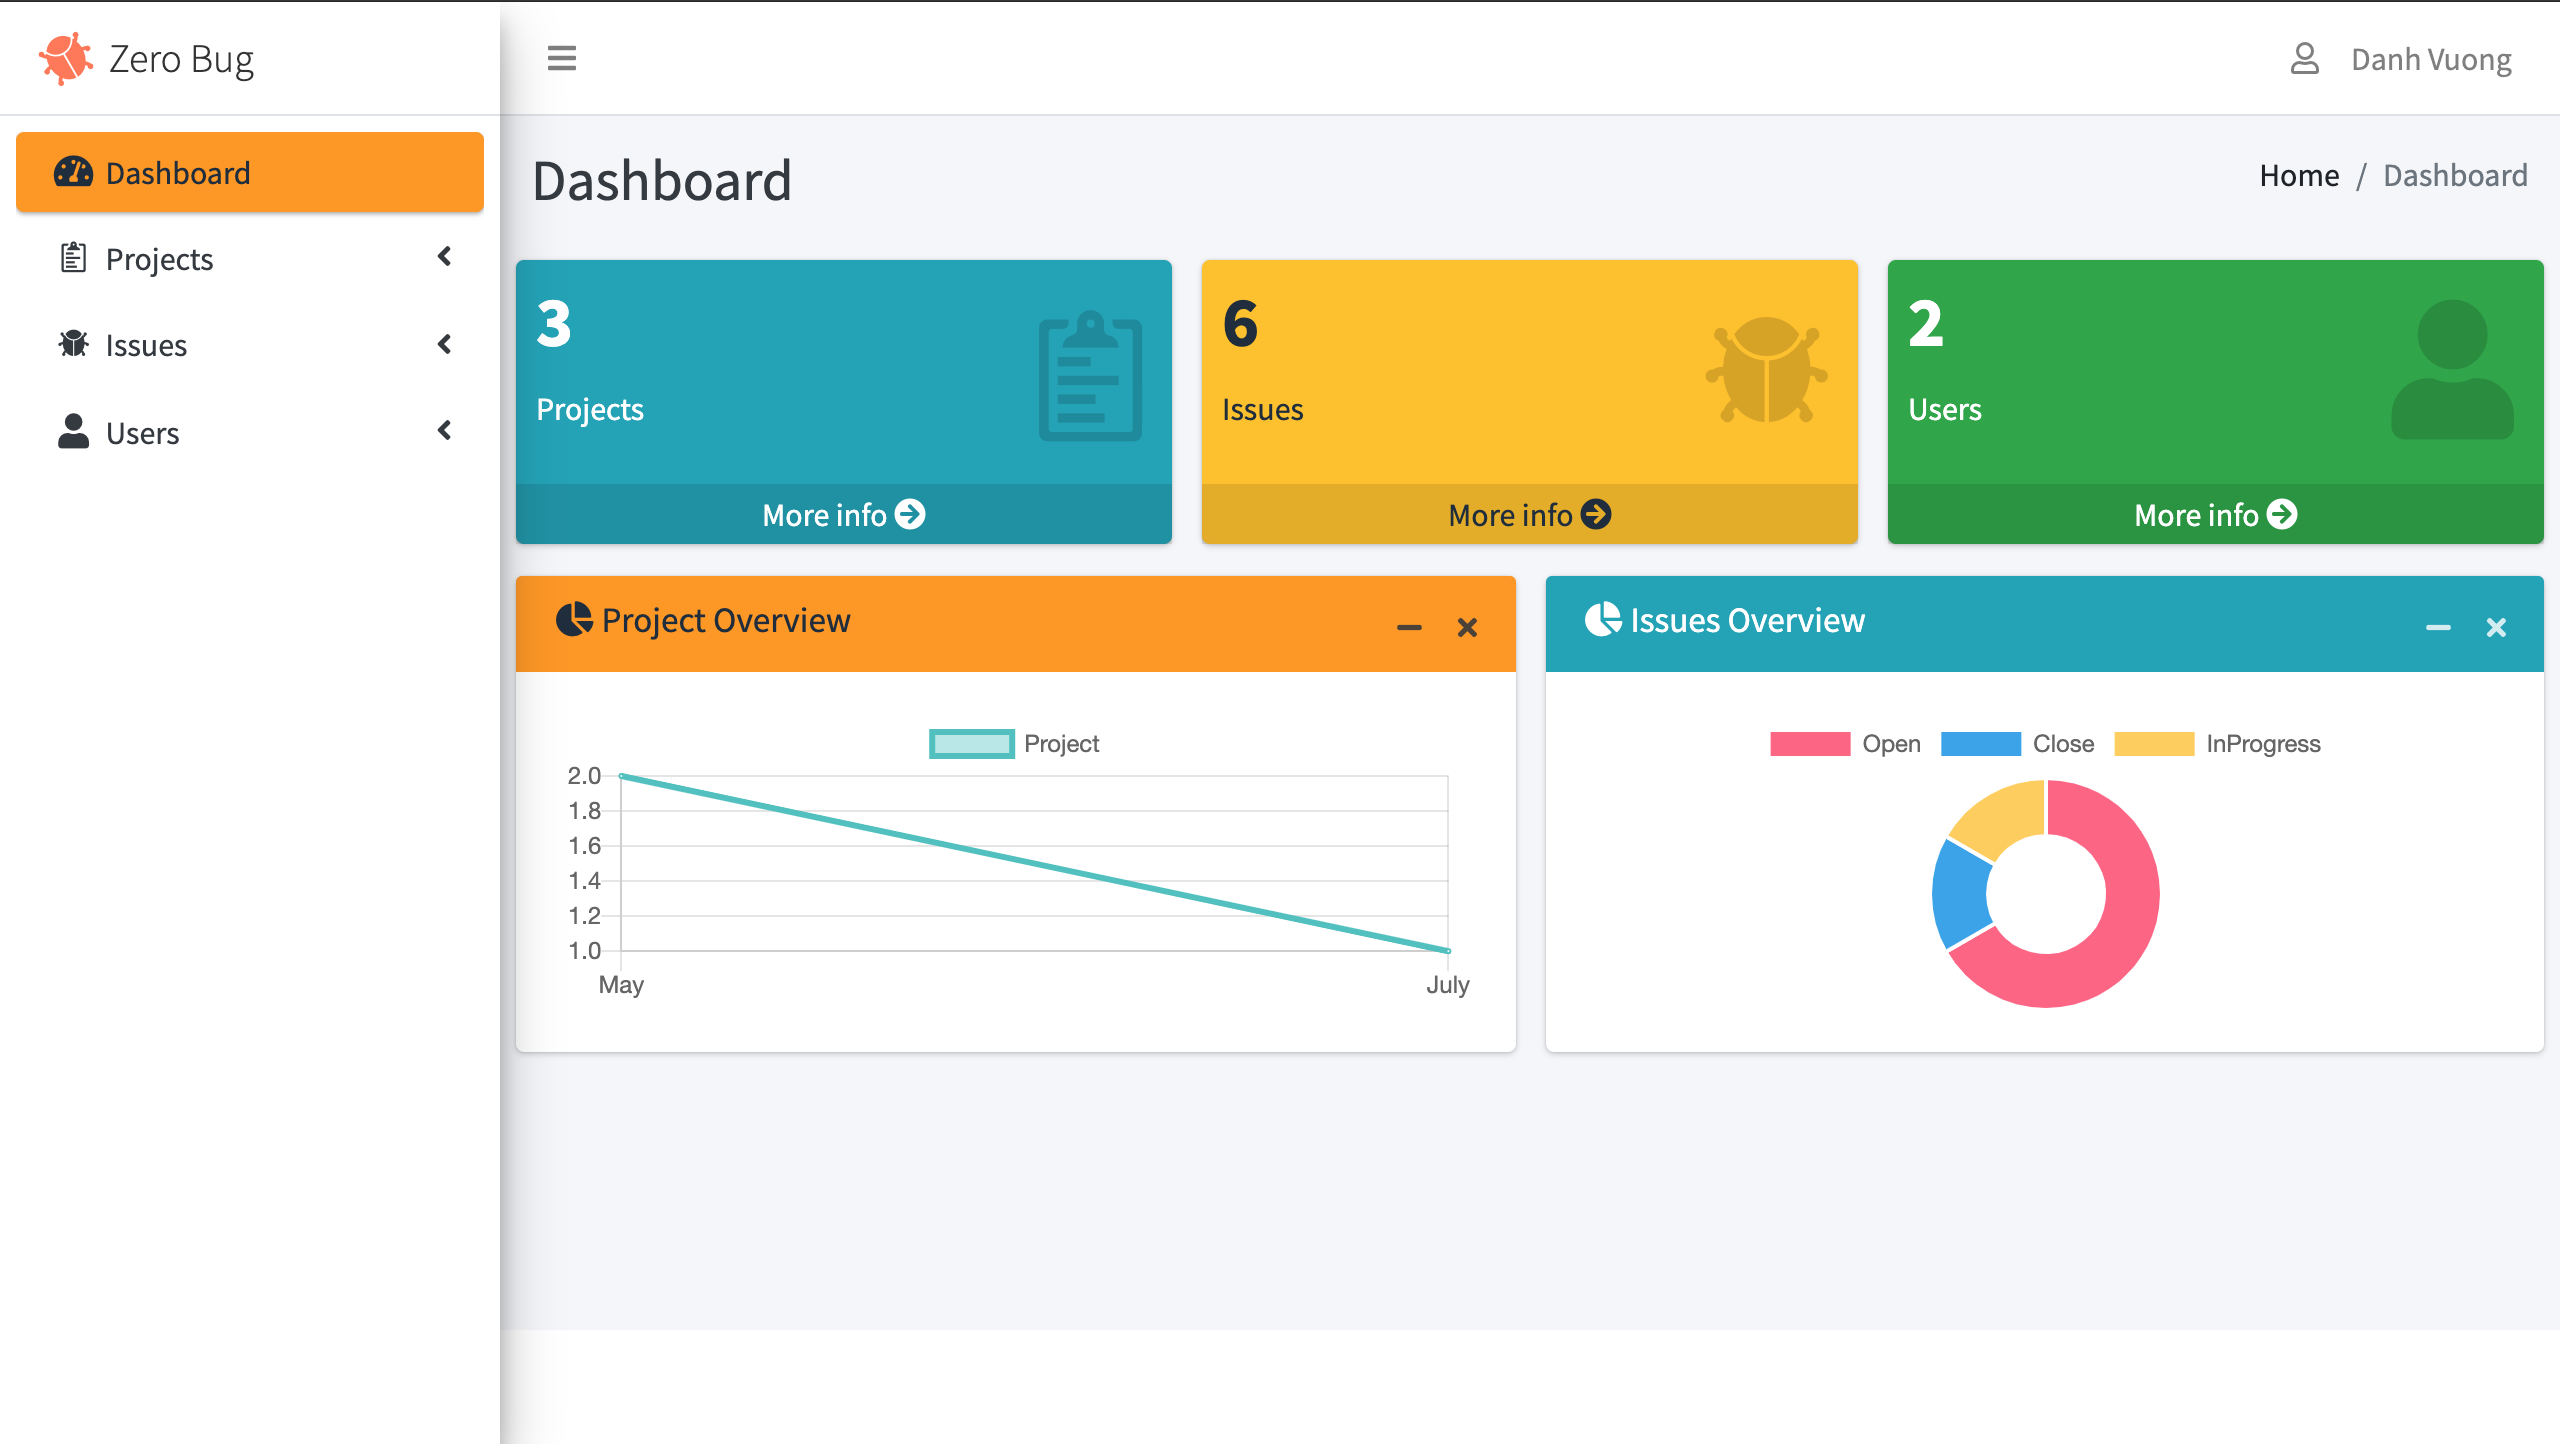 Zero Bug
Danh Vuong
Dashboard
Projects
Issues
Users
Dashboard
Home / Dashboard
3
Projects
More info
6
Issues
More info
2
Users
More info
Project Overview
Project
2.0
1.8
1.6
1.4
1.2
1.0
May July
Issues Overview
Open Close InProgress